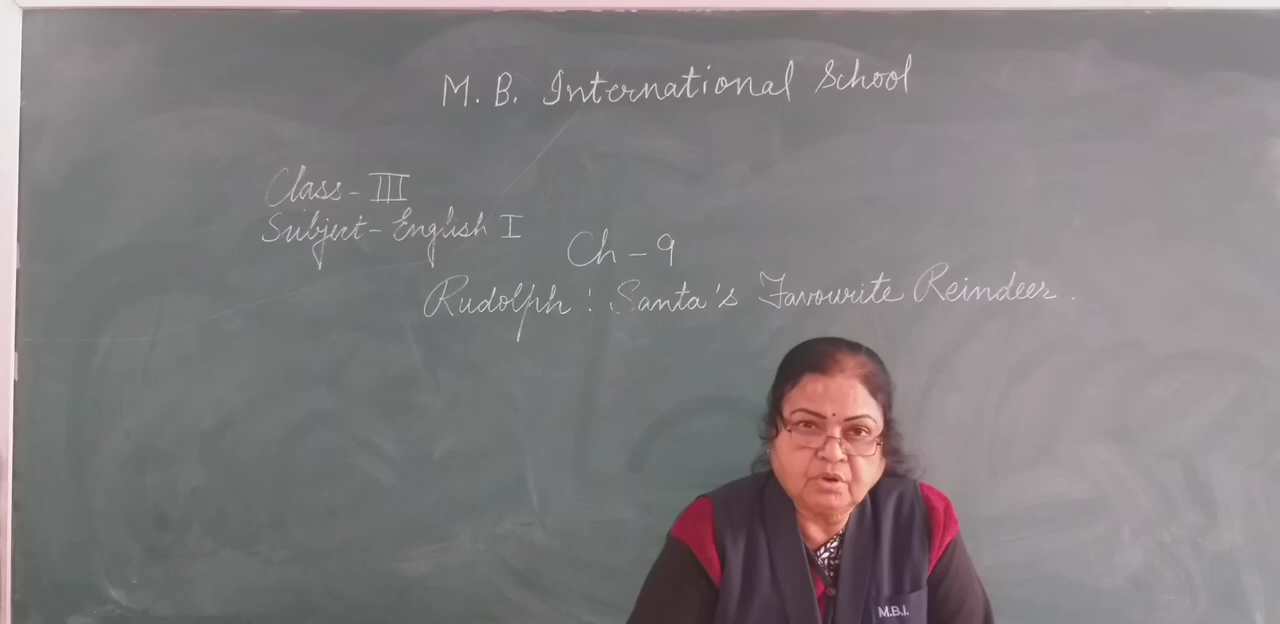 M. B. International School
Class - III
Subject - English I
Ch - 9
Rudolph : Santa's Favourite Reindeer.
M.B.I.